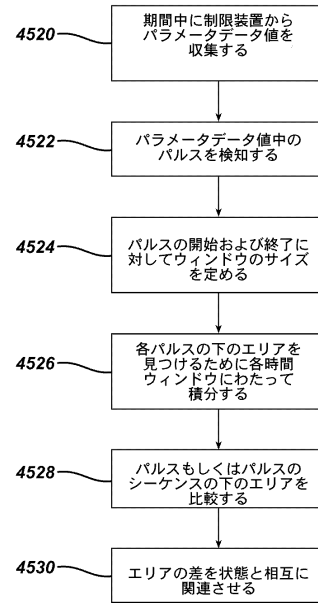 4520
期間中に制限装置から
パラメータデータ値を
収集する
4522
パラメータデータ値中の
パルスを検知する
4524
パルスの開始および終了に
対してウィンドウのサイズ
を定める
4526
各パルスの下のエリアを
見つけるために各時間
ウィンドウにわたって
積分する
4528
パルスもしくはパルスの
シーケンスの下のエリアを
比較する
4530
エリアの差を状態と相互に
関連させる